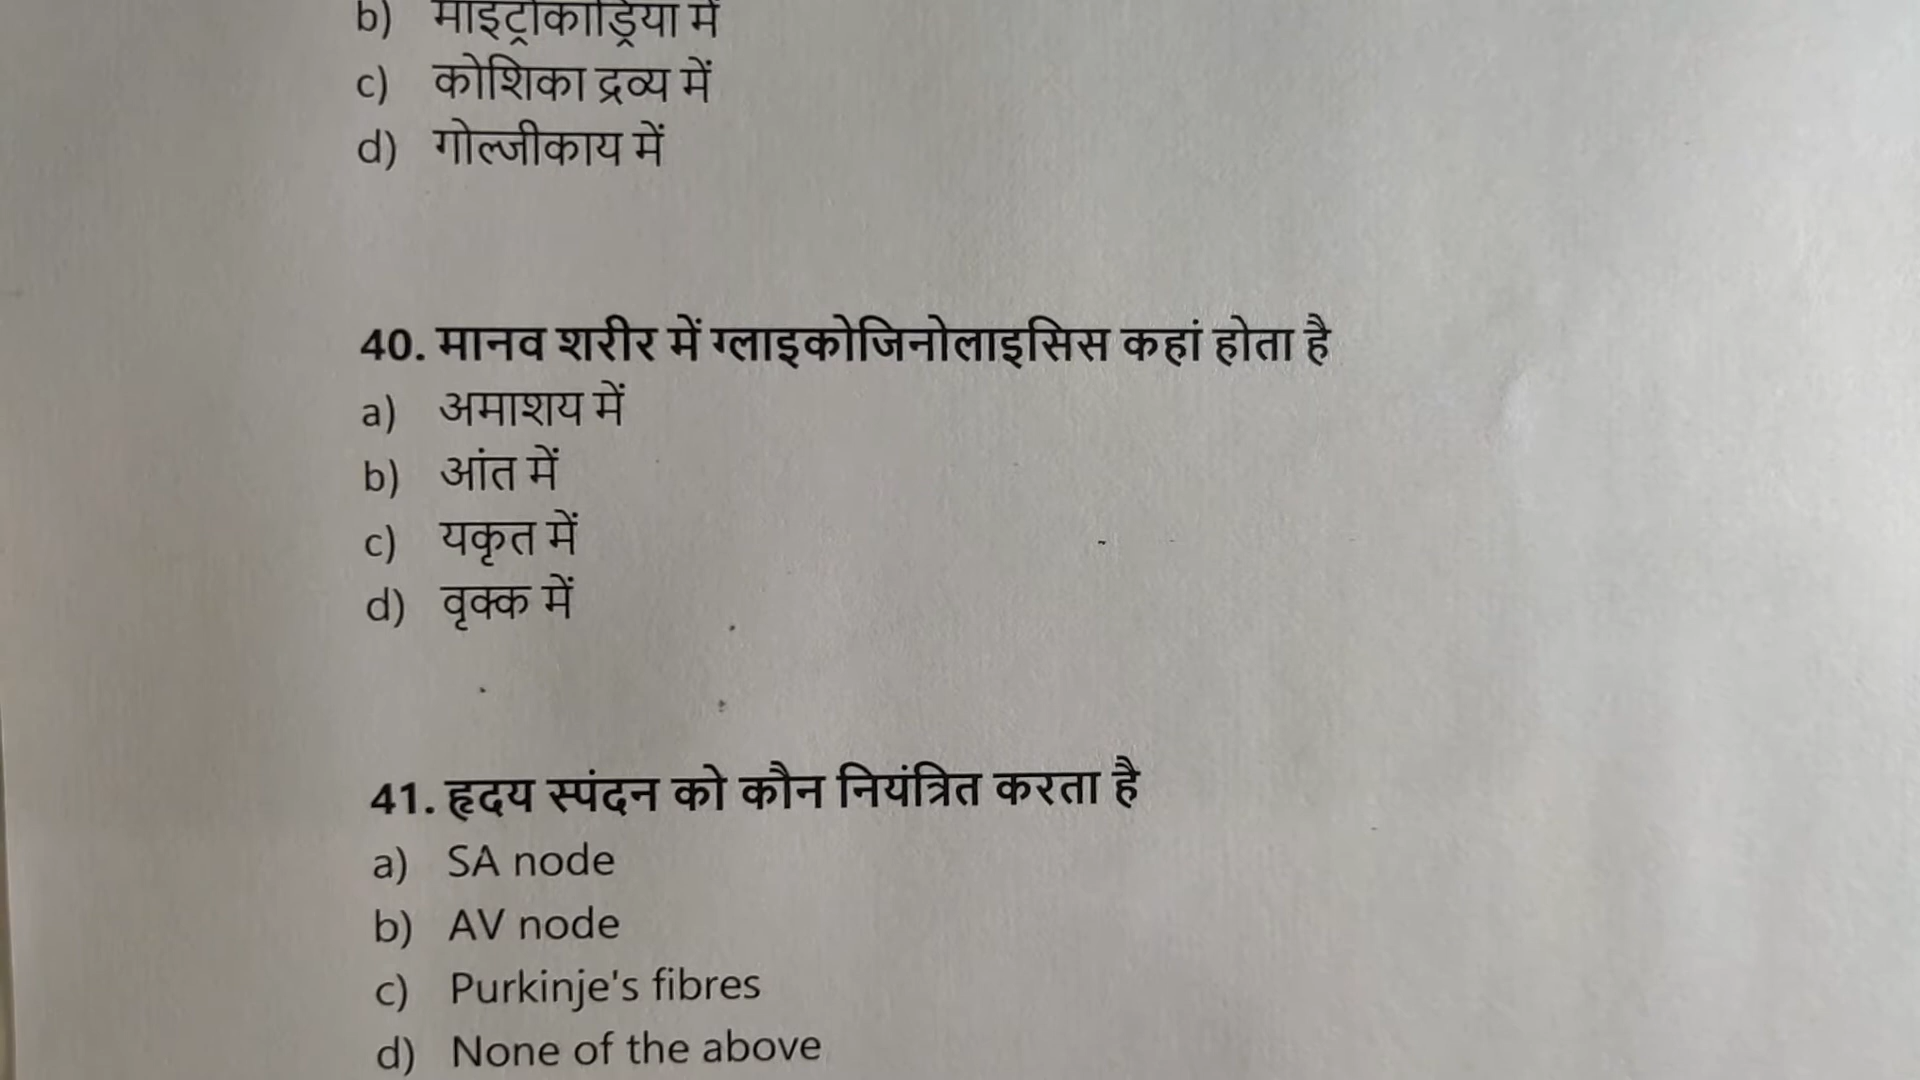 b) माइट्रोकांड्रिया में
c) कोशिका द्रव्य में
d) गोल्जीकाय में
40. मानव शरीर में ग्लाइकोजिनोलाइसिस कहां होता है
a) अमाशय में
b) आंत में
c) यकृत में
d) वृक्क में
41. हृदय स्पंदन को कौन नियंत्रित करता है
a) SA node
b) AV node
c) Purkinje's fibres
d) None of the above